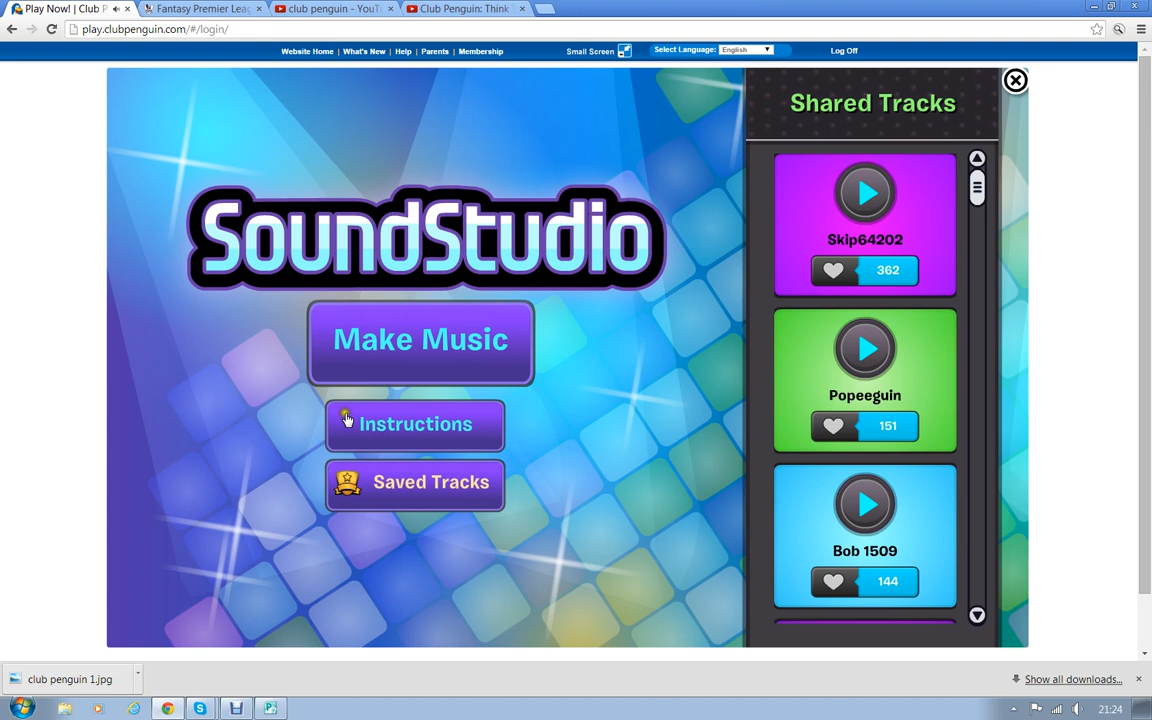 Play Now! | Cl
Fantasy Premier Leag
club penguin - YouTu
Club Penguin: Think T
play.clubpenguin.com/#/login/
Website Home | What's New | Help | Parents | Membership
Small Screen
Select Language: English
Log Off
SoundStudio
Make Music
Instructions
Saved Tracks
Shared Tracks
Skip64202
362
Popeeguin
151
Bob 1509
144
club penguin 1.jpg
Show all downloads...
21:24